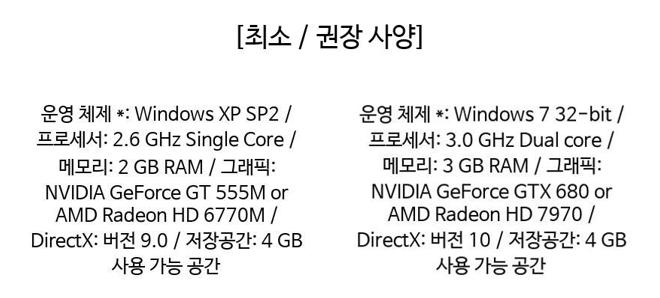 [최소 / 권장 사양]
운영 체제 *: Windows XP SP2 /
프로세서: 2.6 GHz Single Core /
메모리: 2 GB RAM / 그래픽:
NVIDIA GeForce GT 555M or
AMD Radeon HD 6770M /
DirectX: 버전 9.0 / 저장공간: 4 GB
사용 가능 공간
운영 체제 *: Windows 7 32-bit /
프로세서: 3.0 GHz Dual core /
메모리: 3 GB RAM / 그래픽:
NVIDIA GeForce GTX 680 or
AMD Radeon HD 7970 /
DirectX: 버전 10 / 저장공간: 4 GB
사용 가능 공간